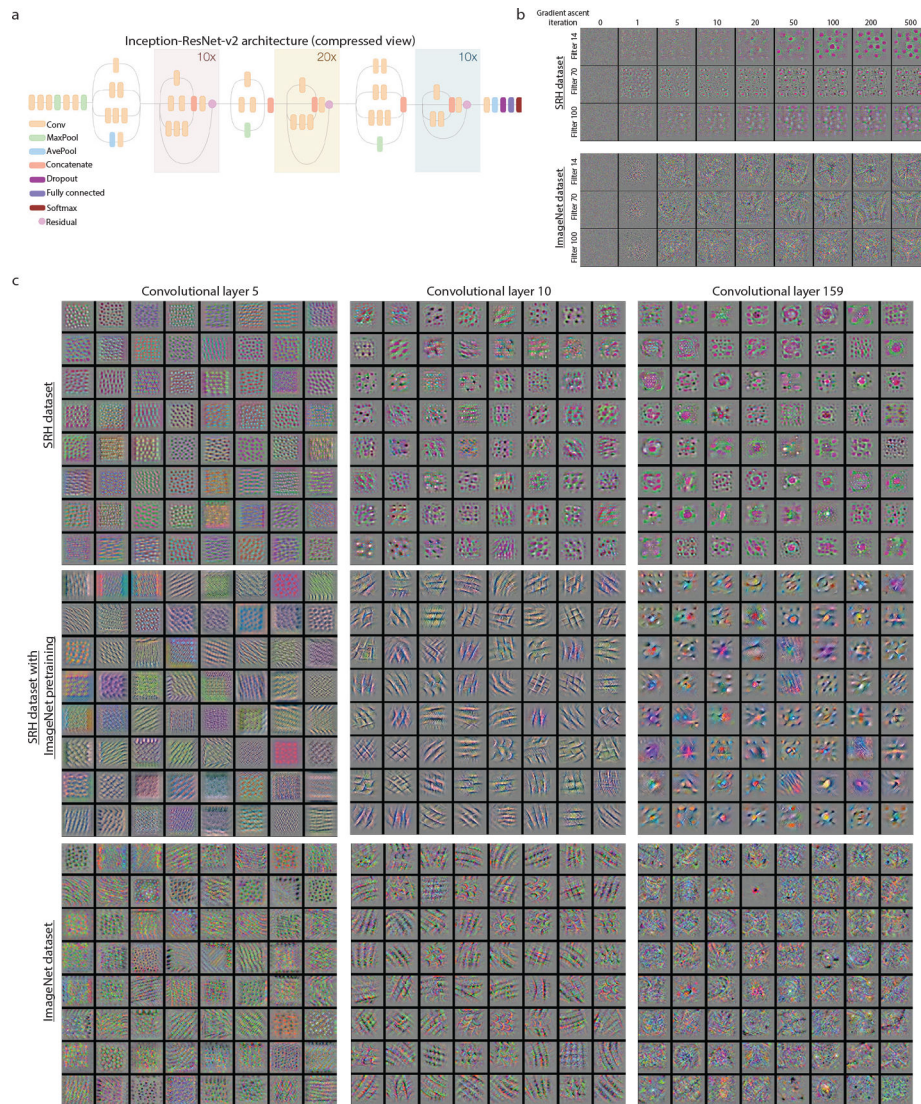 a
Inception-ResNet-v2 architecture (compressed view)
10x
20x
10x
Conv
MaxPool
AvePool
Concatenate
Dropout
Fully connected
Softmax
Residual
b
Gradient ascent
iteration
0 1 5 10 20 50 100 200 500
SRH dataset
Filter 14
Filter 70
Filter 100
ImageNet dataset
Filter 14
Filter 70
Filter 100
c
Convolutional layer 5
Convolutional layer 10
Convolutional layer 159
SRH dataset
SRH dataset with
ImageNet pretraining
ImageNet dataset